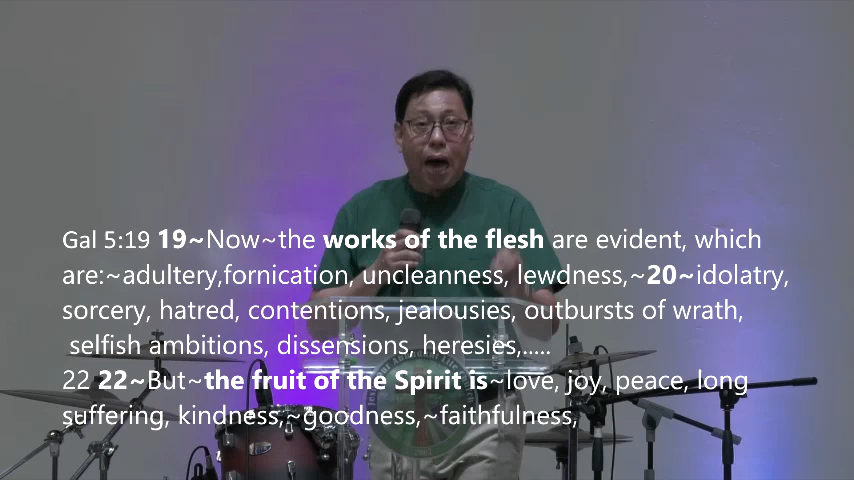 Gal 5:19 19~Now~the works of the flesh are evident, which
are:~adultery,fornication, uncleanness, lewdness,~20~idolatry,
sorcery, hatred, contentions, jealousies, outbursts of wrath,
selfish ambitions, dissensions, heresies,.....
22 22~But~the fruit of the Spirit is~love, joy, peace, long
suffering, kindness,~goodness,~faithfulness,